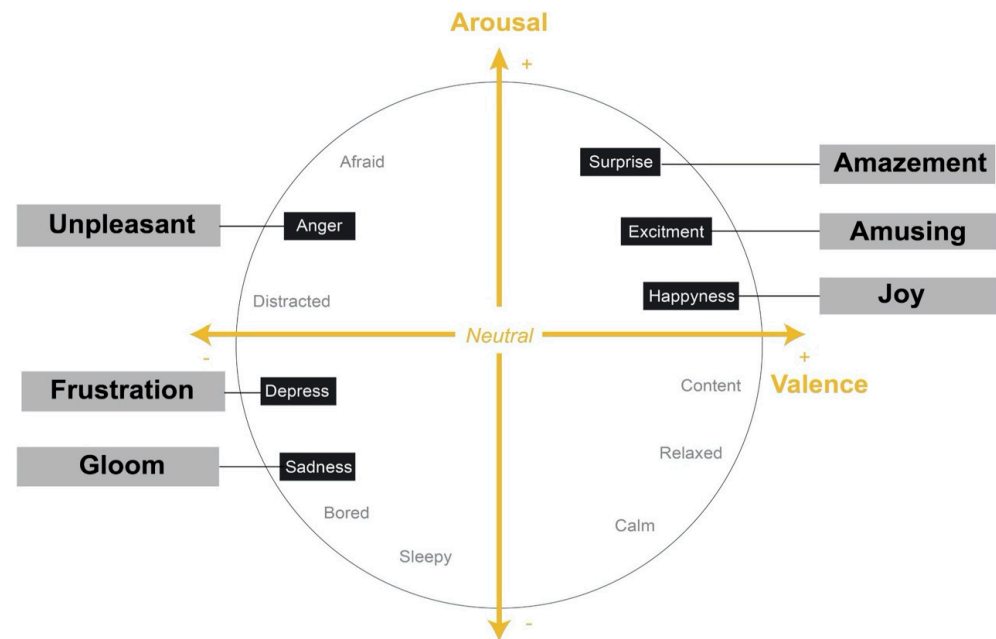 Arousal
+
Afraid
Surprise
Amazement
Unpleasant
Anger
Excitment
Amusing
Distracted
Happyness
Joy
Neutral
-
+
Valence
Frustration
Depress
Content
Gloom
Sadness
Relaxed
Bored
Calm
Sleepy
-